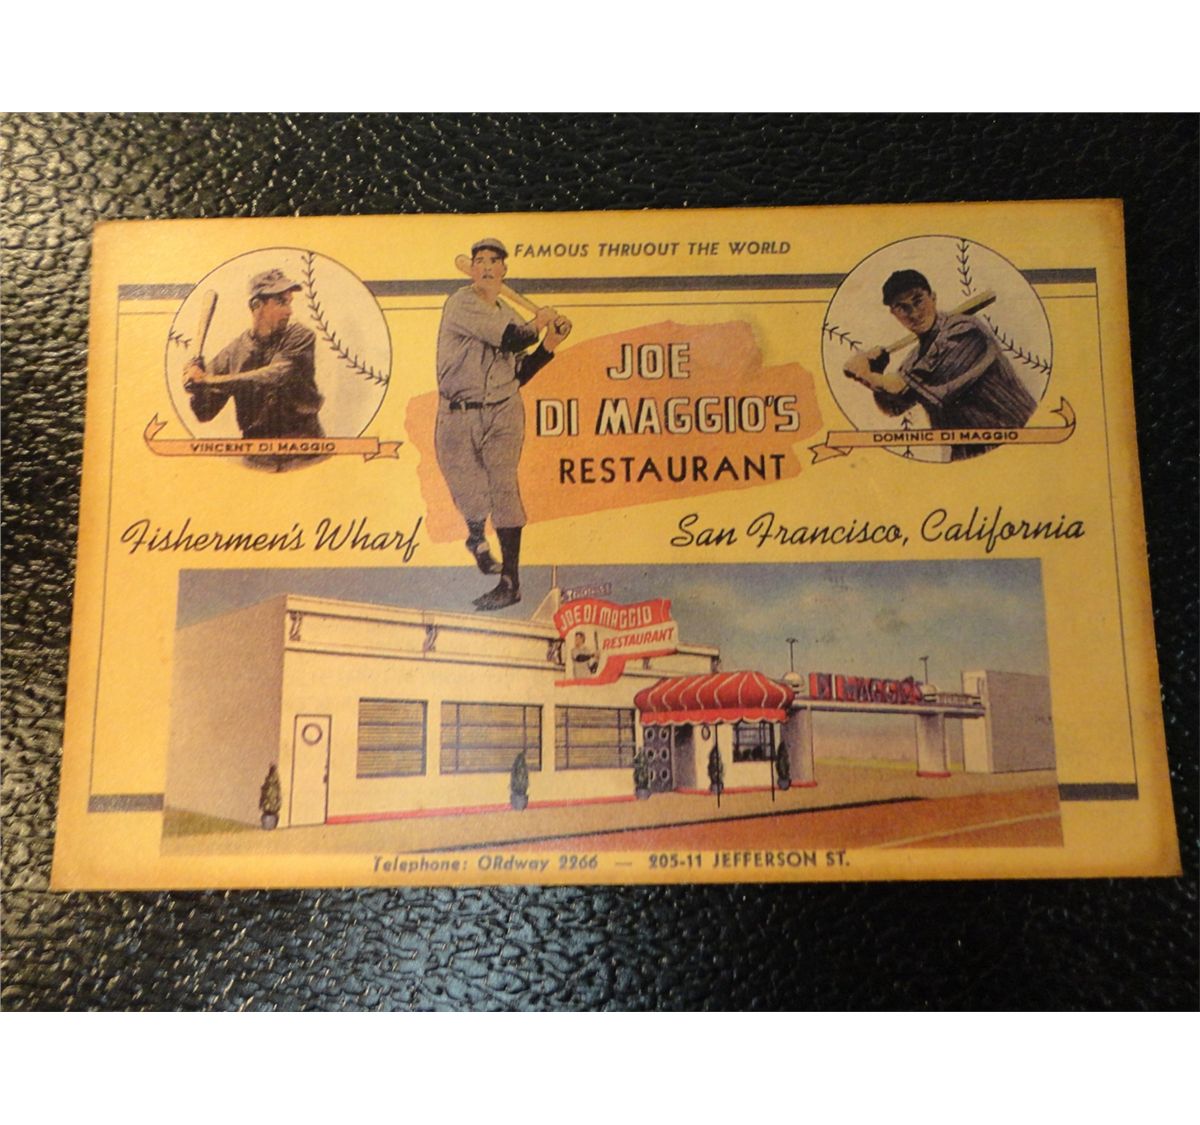 FAMOUS THRUOUT THE WORLD
JOE
DI MAGGIO'S
RESTAURANT
VINCENT DI MAGGIO
DOMINIC DI MAGGIO
Fishermen's Wharf
San Francisco, California
JOE DI MAGGIO
RESTAURANT
DI MAGGIO'S
Telephone: ORdway 2266 — 205-11 JEFFERSON ST.